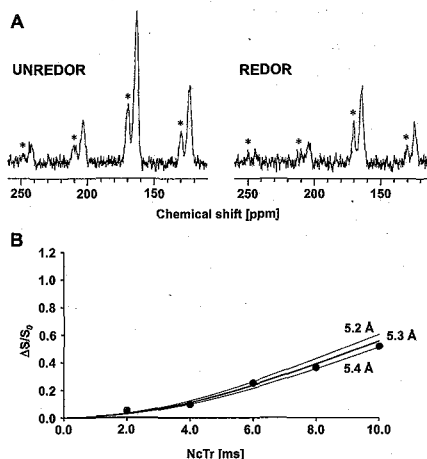 A
UNREDOR
REDOR
* * * *
* * * *
250 200 150
250 200 150
Chemical shift [ppm]
B
1.2
1.0
0.8
0.6
0.4
0.2
0.0
ΔS/S0
5.2 Å
5.3 Å
5.4 Å
0.0 2.0 4.0 6.0 8.0 10.0
NcTr [ms]